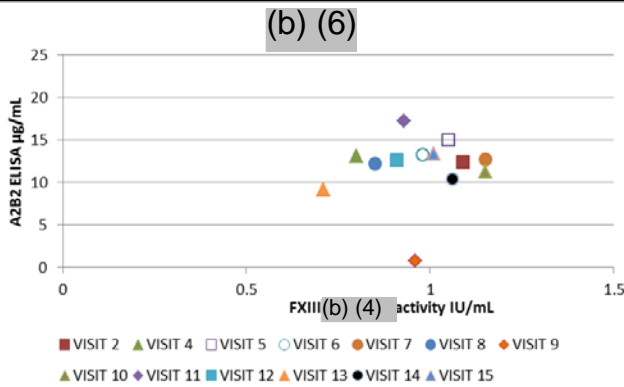 (b) (6)
25
20
15
10
5
0
A2B2 ELISA µg/mL
0 0.5 1 1.5
FXIII (b) (4) activity IU/mL
VISIT 2 VISIT 4 VISIT 5 VISIT 6 VISIT 7 VISIT 8 VISIT 9
VISIT 10 VISIT 11 VISIT 12 VISIT 13 VISIT 14 VISIT 15